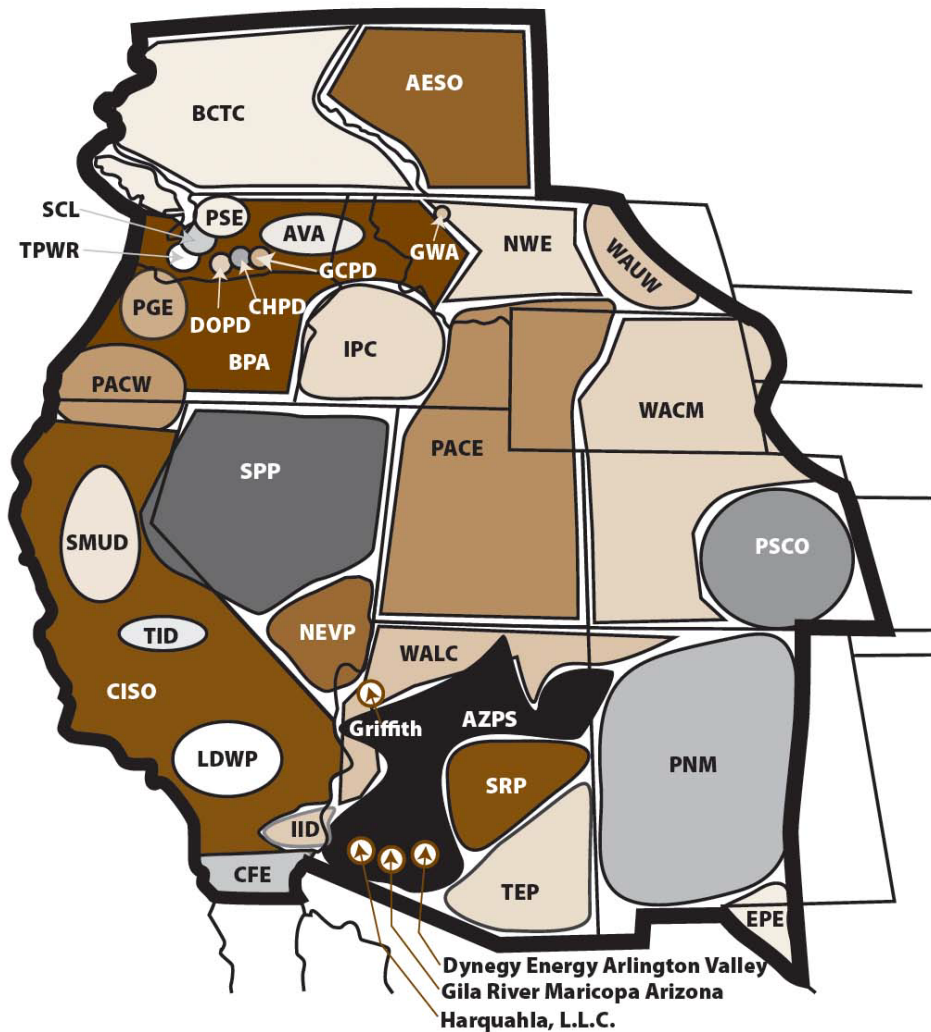 AESO
BCTC
SCL
PSE
TPWR
AVA
GWA
NWE
WAUW
GCPD
PGE
DOPD
CHPD
BPA
IPC
PACW
WACM
PACE
SPP
SMUD
PSCO
TID
NEVP
WALC
CISO
Griffith
AZPS
LDWP
SRP
PNM
IID
CFE
TEP
EPE
Dynegy Energy Arlington Valley
Gila River Maricopa Arizona
Harquahla, L.L.C.